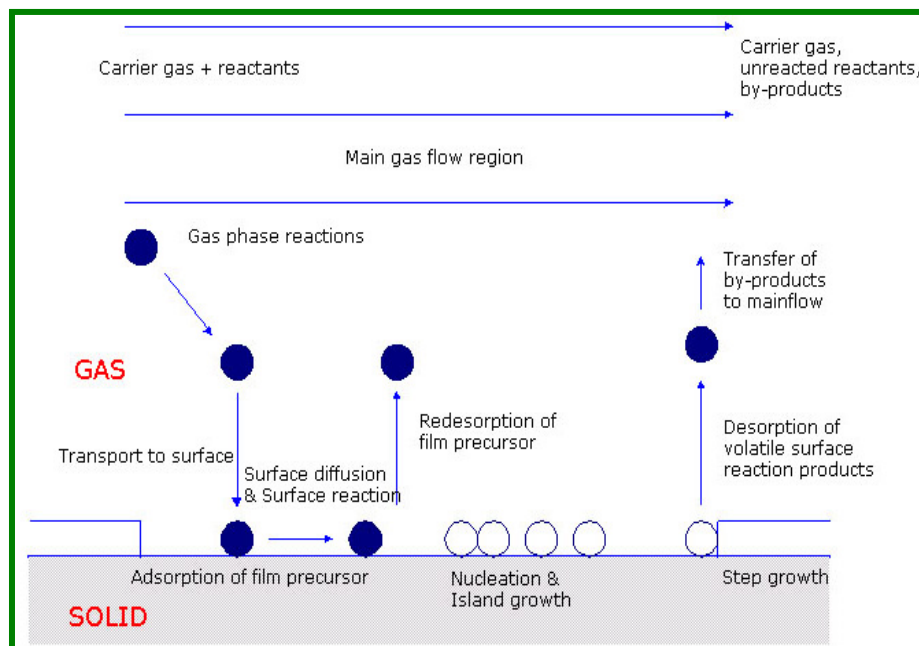 Carrier gas + reactants
Carrier gas,
unreacted reactants,
by-products
Main gas flow region
Gas phase reactions
Transfer of
by-products
to mainflow
GAS
Redesorption of
film precursor
Desorption of
volatile surface
reaction products
Transport to surface
Surface diffusion
& Surface reaction
Adsorption of film precursor
Nucleation &
Island growth
Step growth
SOLID